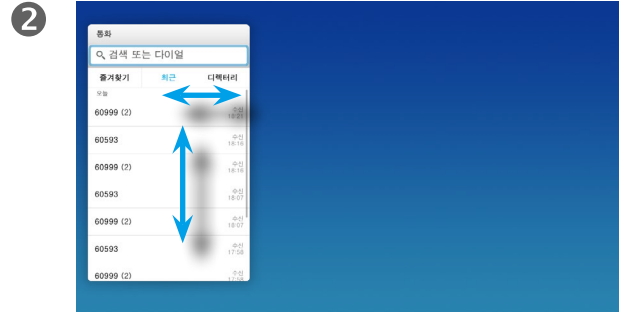 2
통화
검색 또는 다이얼
즐겨찾기 최근 디렉터리
오늘
60999 (2) 수신
18:21
60593 수신
18:16
60999 (2) 수신
18:16
60593 수신
18:07
60999 (2) 수신
18:07
60593 수신
17:58
60999 (2) 수신
17:58